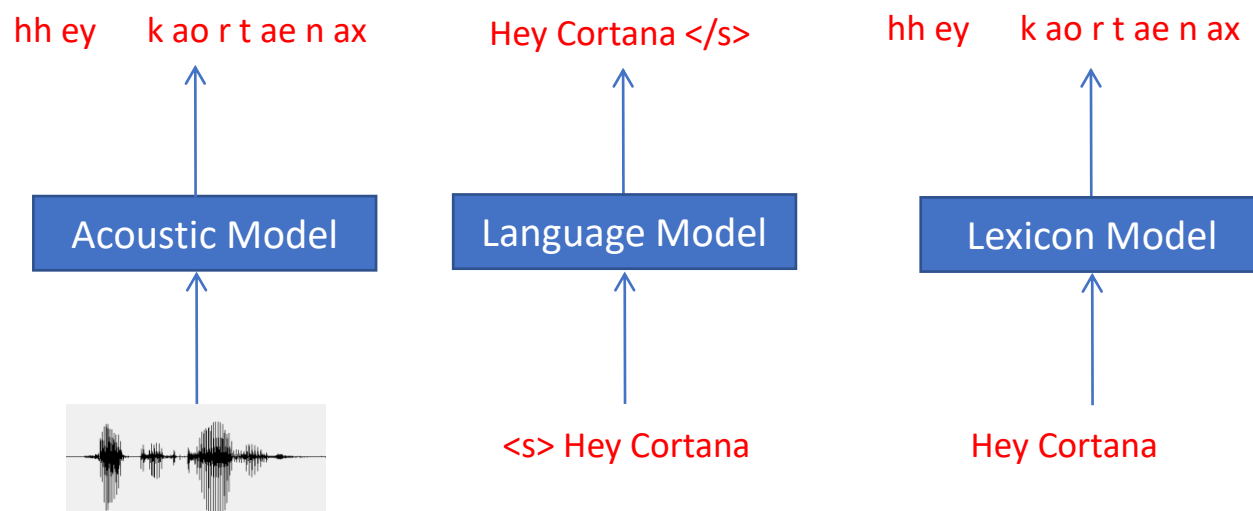 hh ey k ao r t ae n ax
Hey Cortana </s>
hh ey k ao r t ae n ax
Acoustic Model
Language Model
Lexicon Model
<s> Hey Cortana
Hey Cortana